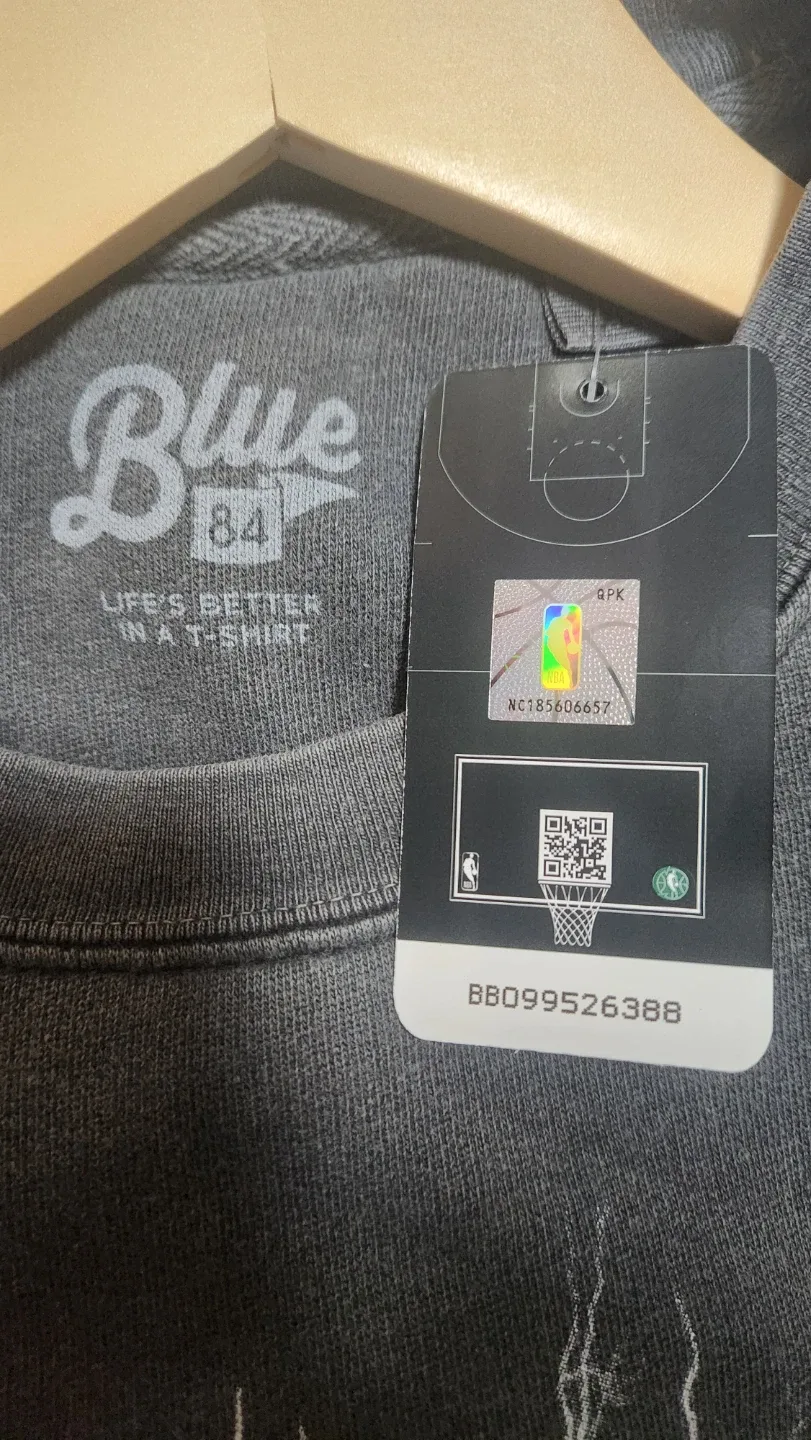 Blue
84
LIFE'S BETTER
IN A T-SHIRT
QPK
NBA
NC185606657
BB099526388